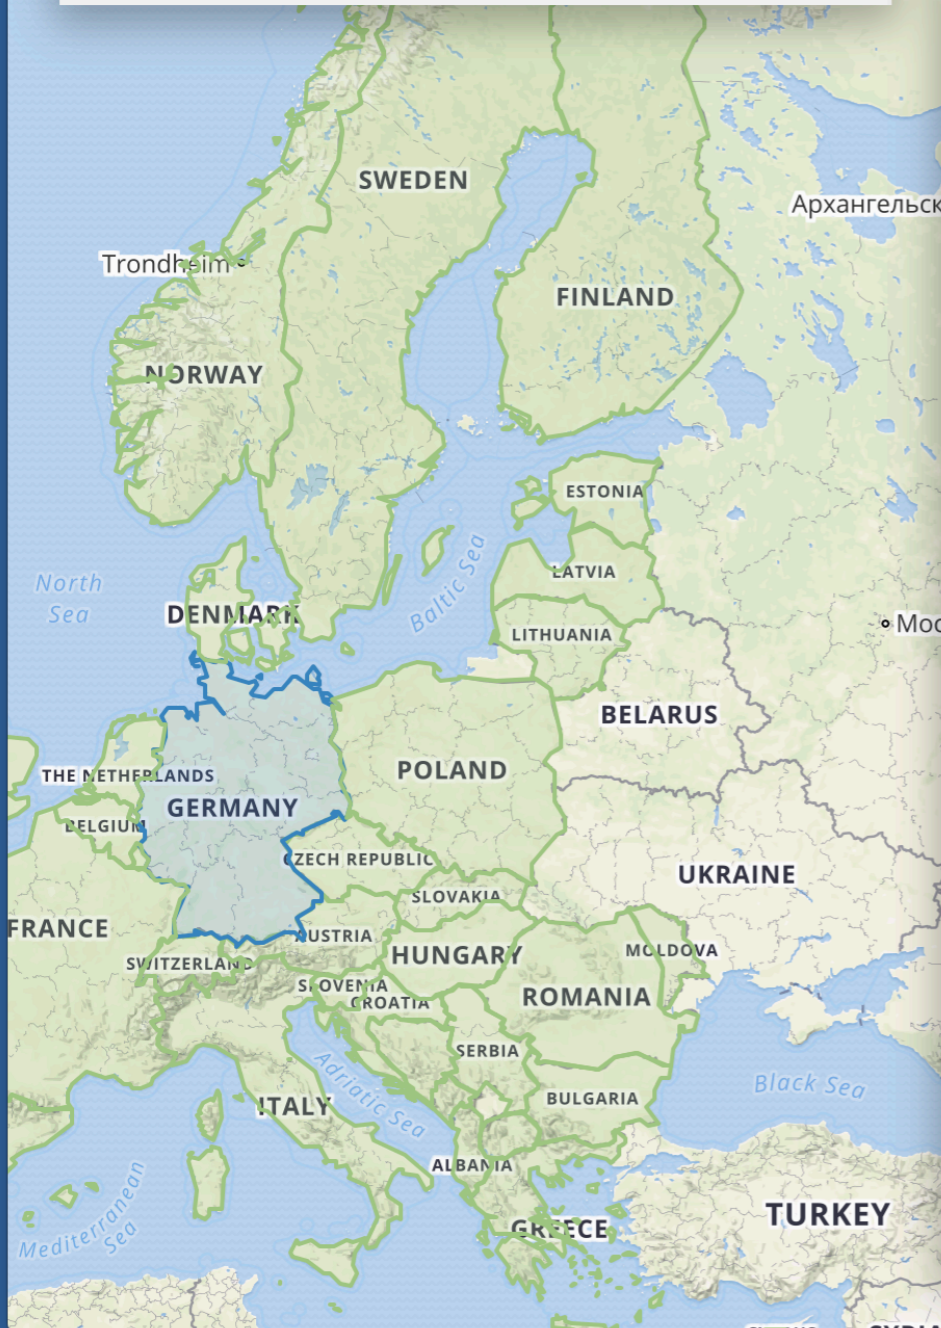 SWEDEN
Архангельск
Trondheim
FINLAND
NORWAY
ESTONIA
Baltic Sea
LATVIA
North
Sea
DENMARK
Мос
LITHUANIA
BELARUS
POLAND
THE NETHERLANDS
GERMANY
BELGIUM
CZECH REPUBLIC
UKRAINE
SLOVAKIA
FRANCE
AUSTRIA
HUNGARY
MOLDOVA
SWITZERLAND
SLOVENIA
ROMANIA
CROATIA
SERBIA
Adriatic Sea
Black Sea
BULGARIA
ITALY
ALBANIA
Mediterranean
Sea
TURKEY
GREECE